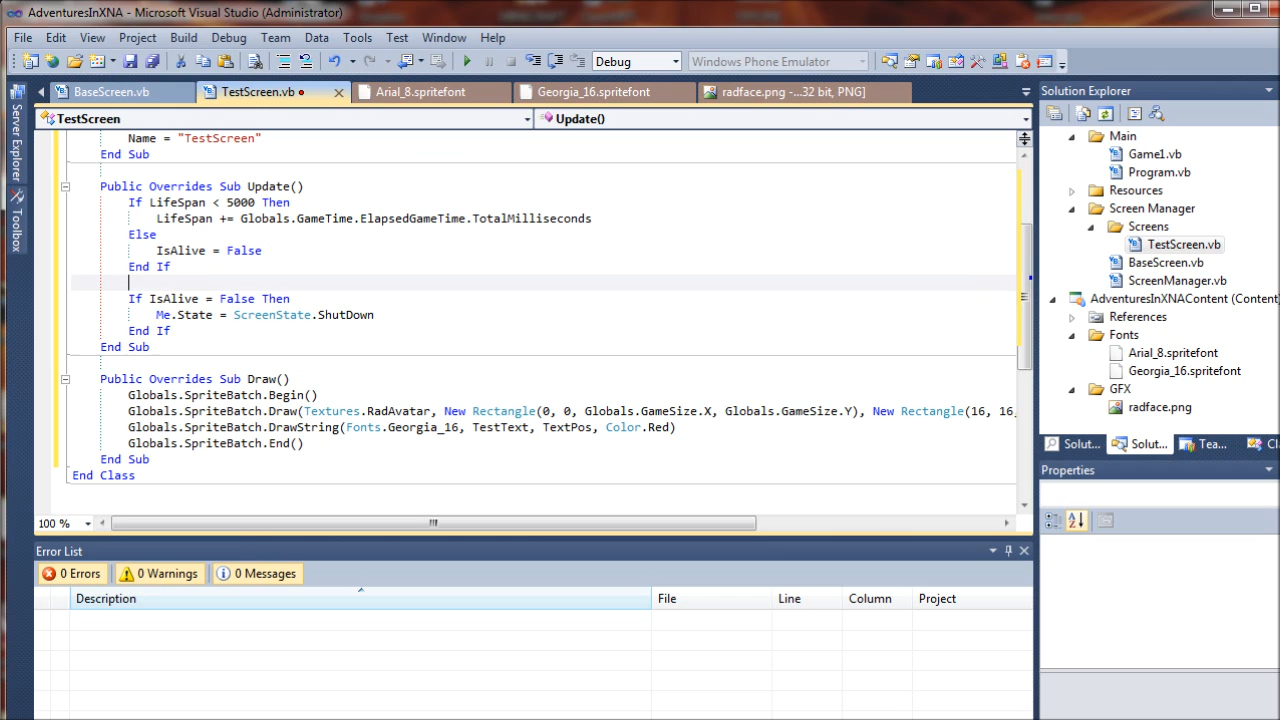 AdventuresInXNA - Microsoft Visual Studio (Administrator)
File Edit View Project Build Debug Team Data Tools Test Window Help
Debug Windows Phone Emulator
BaseScreen.vb TestScreen.vb Arial_8.spritefont Georgia_16.spritefont radface.png -...32 bit, PNG]
TestScreen Update()
Name = "TestScreen"
End Sub
Public Overrides Sub Update()
If LifeSpan < 5000 Then
LifeSpan += Globals.GameTime.ElapsedGameTime.TotalMilliseconds
Else
IsAlive = False
End If
If IsAlive = False Then
Me.State = ScreenState.ShutDown
End If
End Sub
Public Overrides Sub Draw()
Globals.SpriteBatch.Begin()
Globals.SpriteBatch.Draw(Textures.RadAvatar, New Rectangle(0, 0, Globals.GameSize.X, Globals.GameSize.Y), New Rectangle(16, 16,
Globals.SpriteBatch.DrawString(Fonts.Georgia_16, TestText, TextPos, Color.Red)
Globals.SpriteBatch.End()
End Sub
End Class
100 %
Server Explorer
Toolbox
Solution Explorer
Main
Game1.vb
Program.vb
Resources
Screen Manager
Screens
TestScreen.vb
BaseScreen.vb
ScreenManager.vb
AdventuresInXNAContent (Content)
References
Fonts
Arial_8.spritefont
Georgia_16.spritefont
GFX
radface.png
Solut... Solut... Tea... Cl
Properties
Error List
0 Errors 0 Warnings 0 Messages
Description File Line Column Project